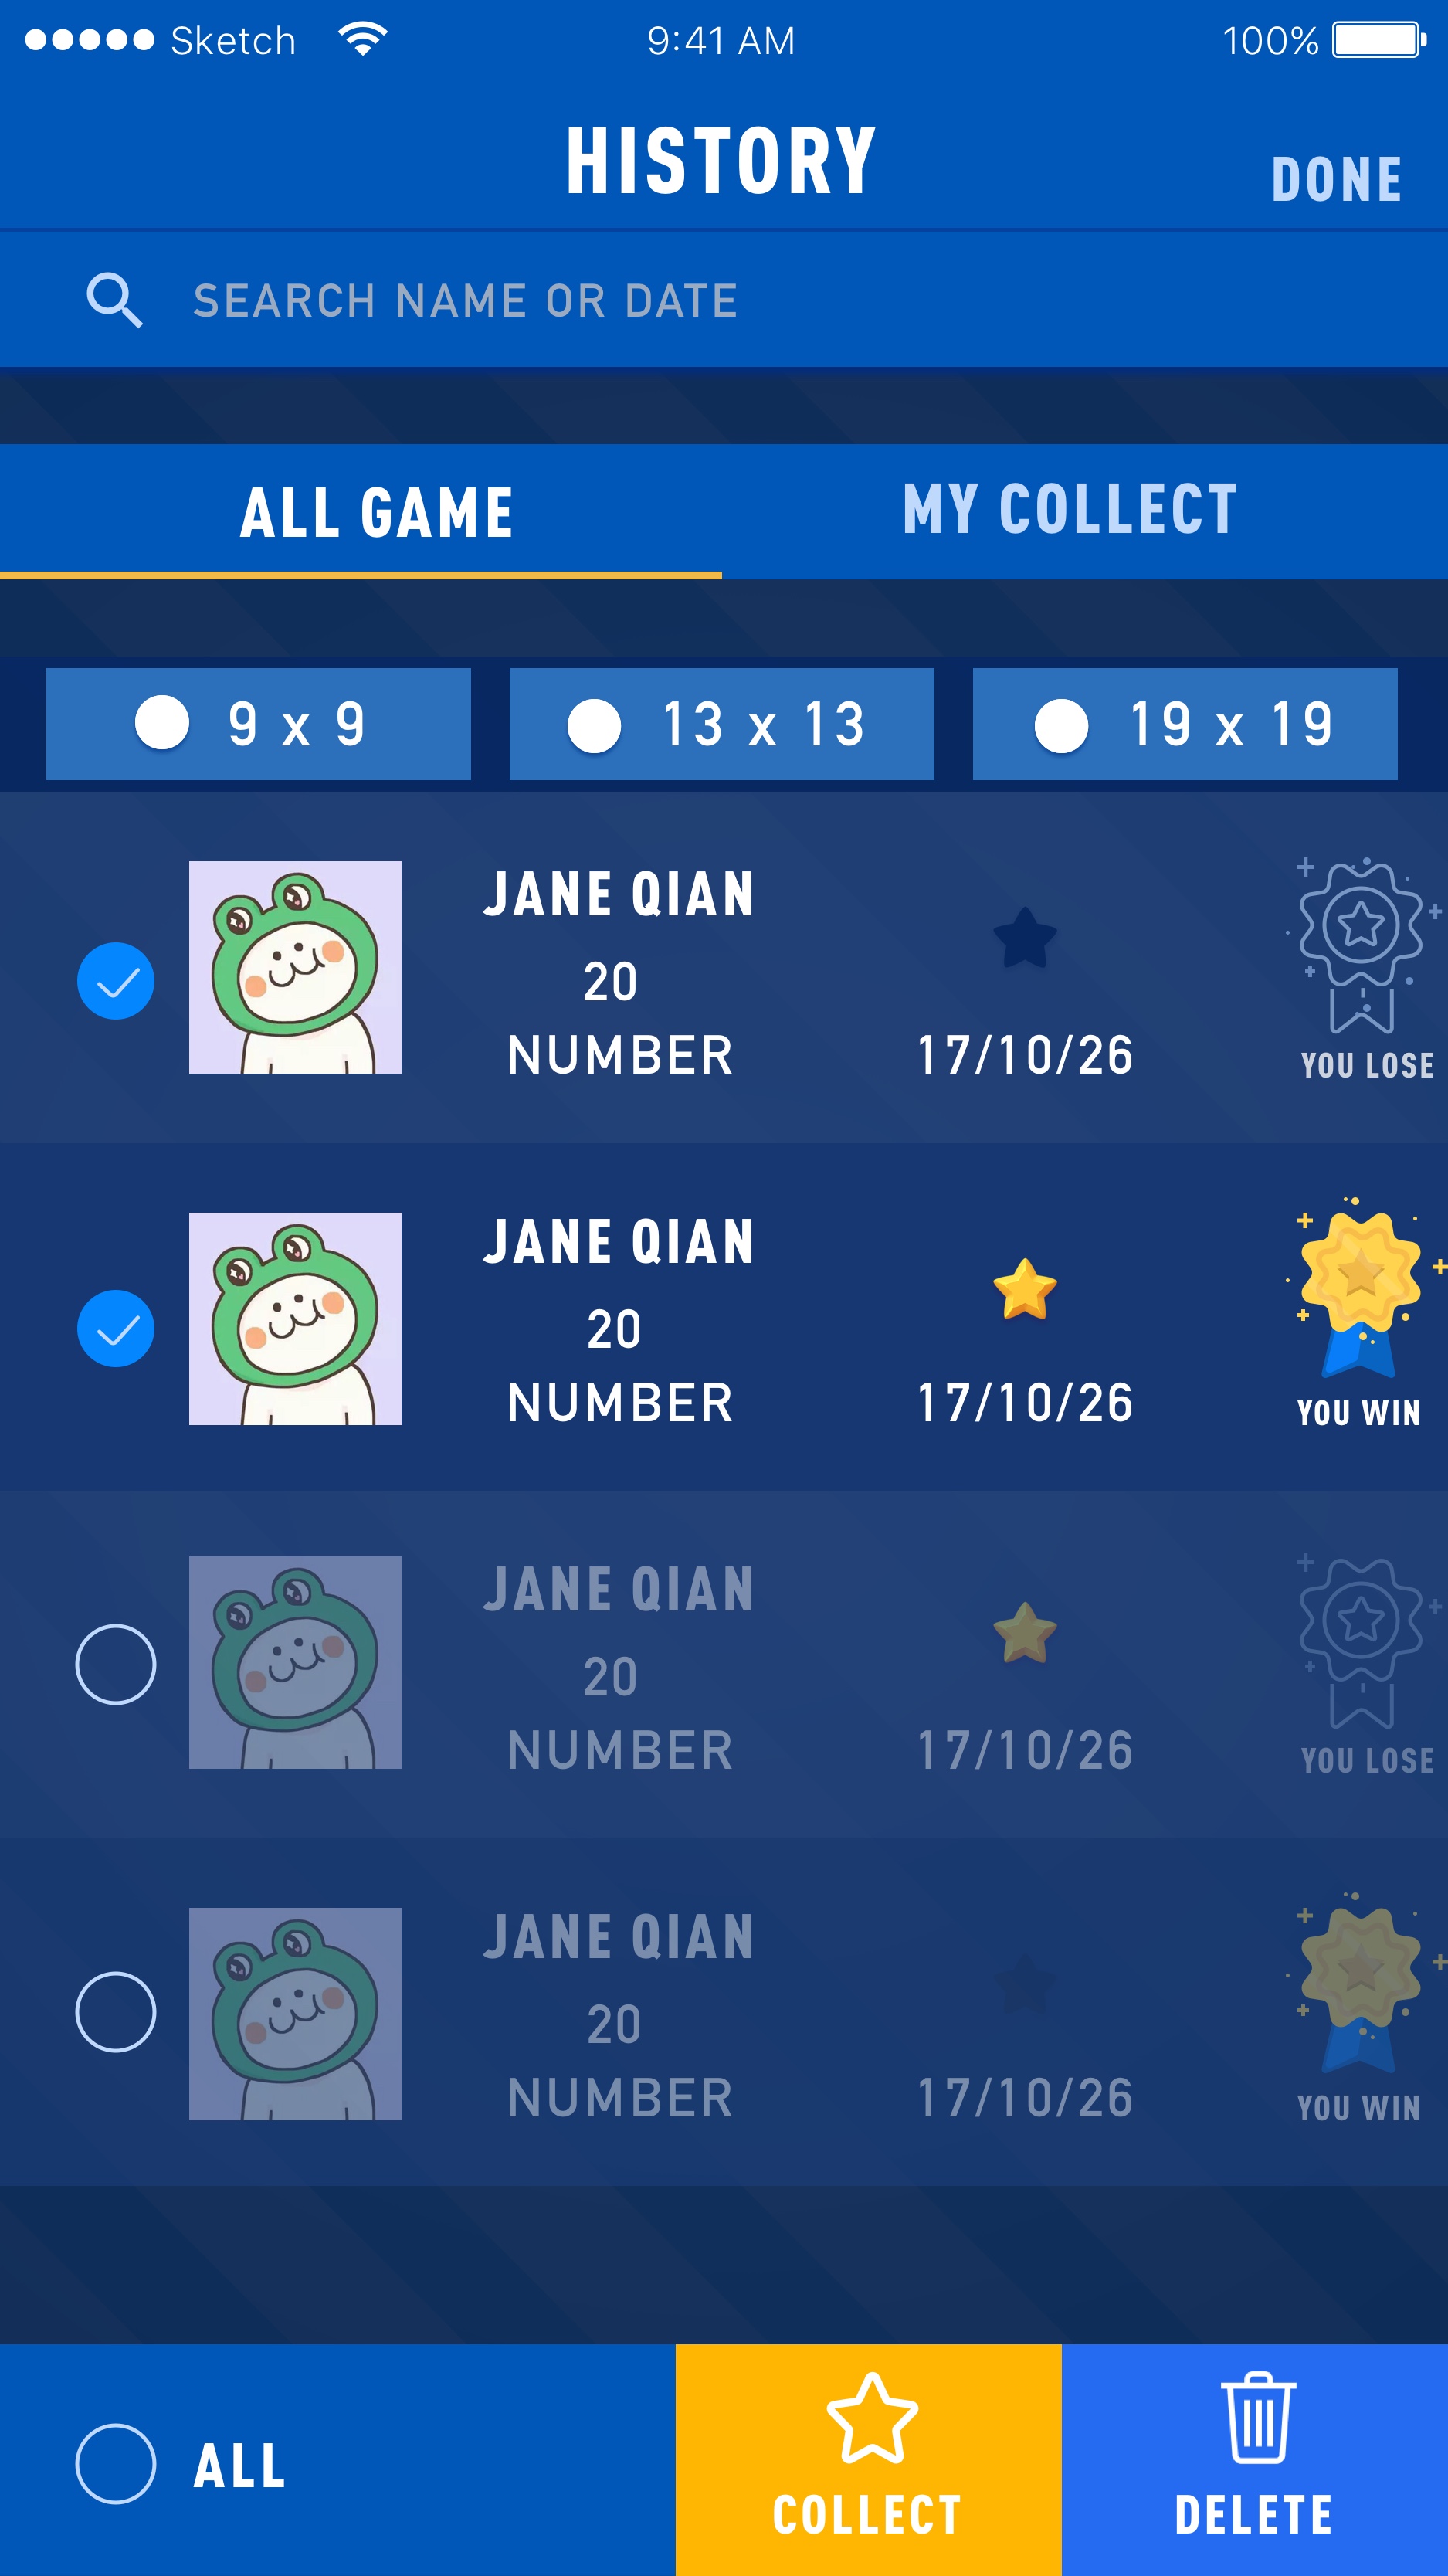 Sketch 9:41 AM 100%
HISTORY
DONE
SEARCH NAME OR DATE
ALL GAME MY COLLECT
9 x 9 13 x 13 19 x 19
JANE QIAN
20
NUMBER 17/10/26 YOU LOSE
JANE QIAN
20
NUMBER 17/10/26 YOU WIN
JANE QIAN
20
NUMBER 17/10/26 YOU LOSE
JANE QIAN
20
NUMBER 17/10/26 YOU WIN
ALL
COLLECT DELETE